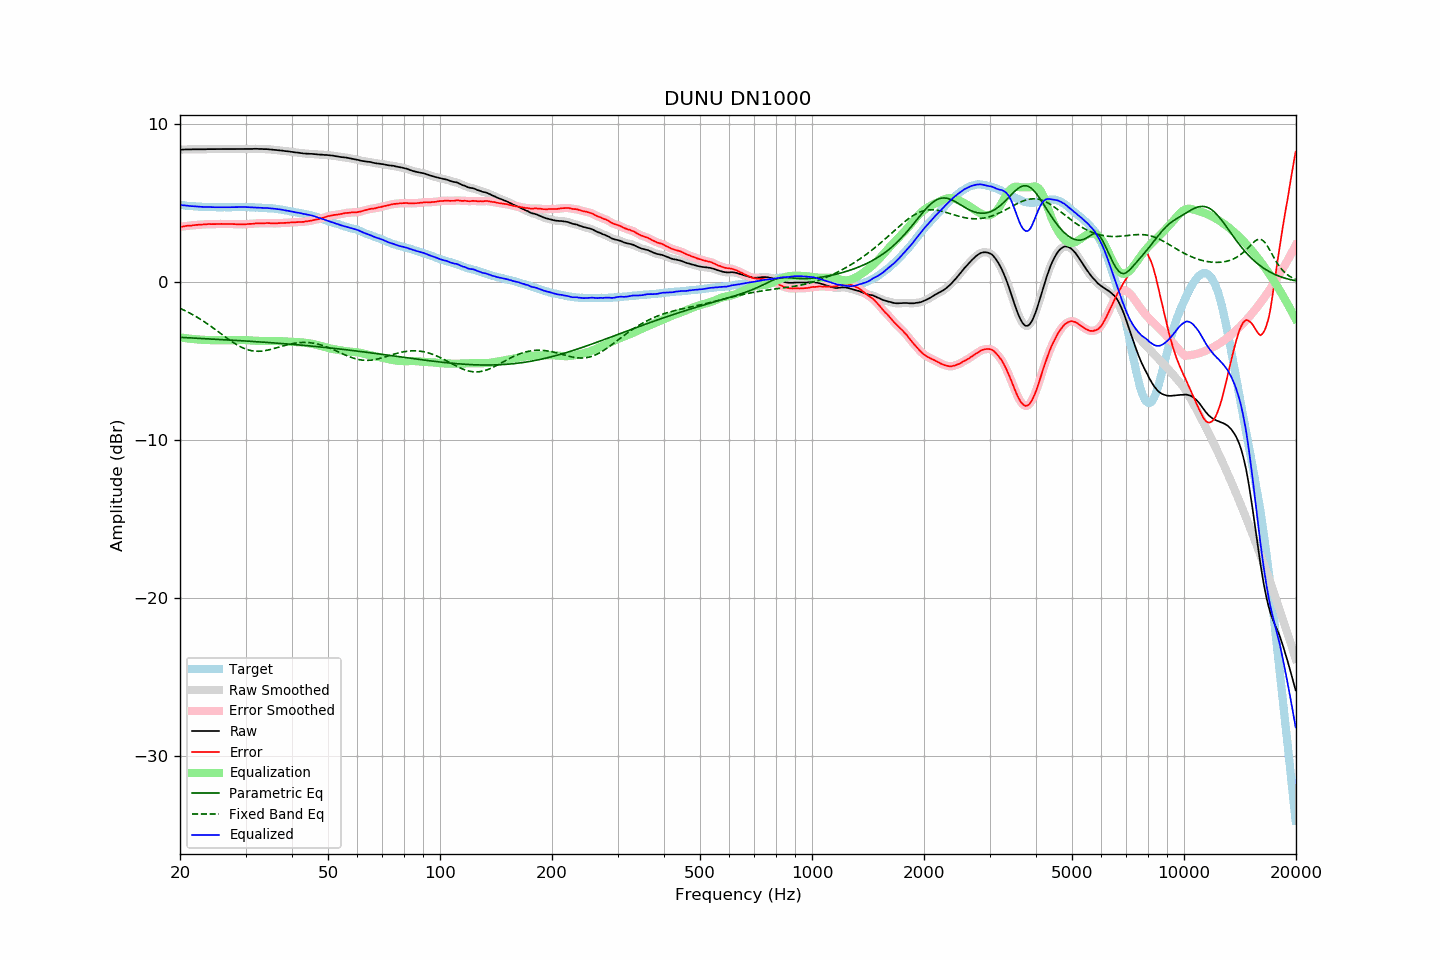 DUNU DN1000
Amplitude (dBr)
10
0
−10
−20
−30
Target
Raw Smoothed
Error Smoothed
Raw
Error
Equalization
Parametric Eq
Fixed Band Eq
Equalized
20 50 100 200 500 1000 2000 5000 10000 20000
Frequency (Hz)